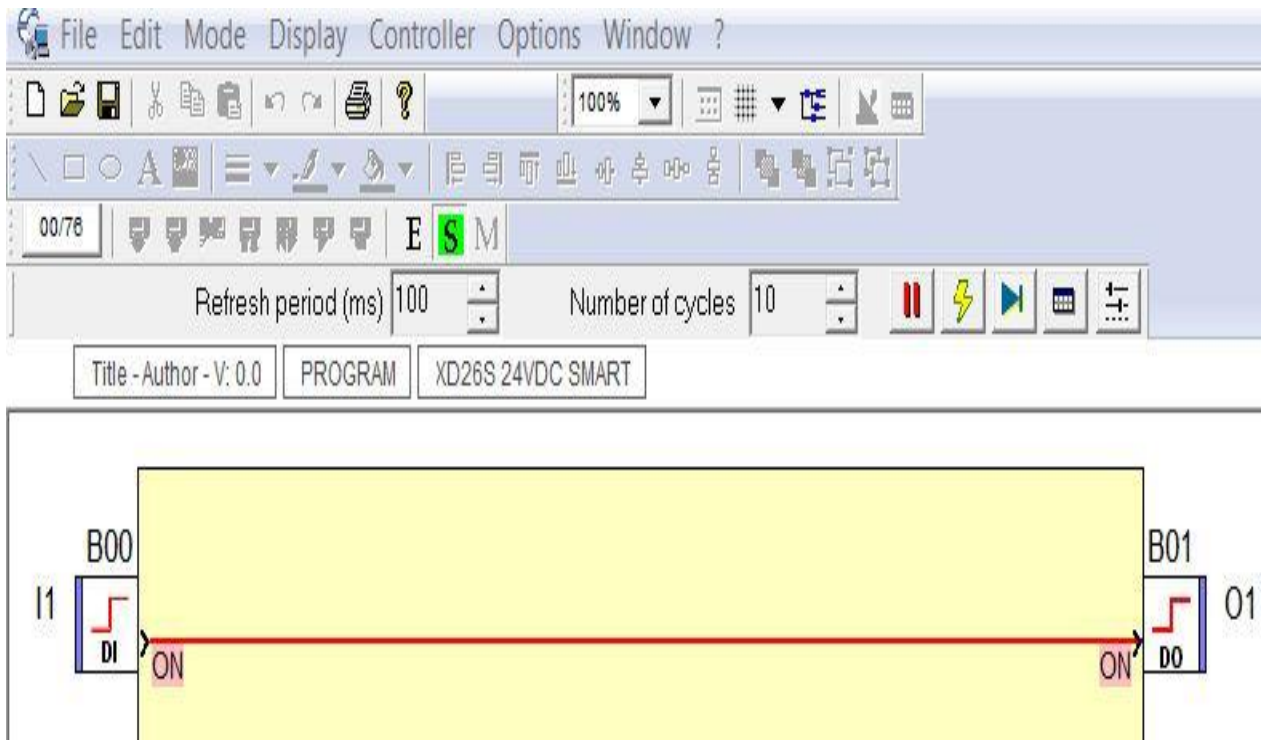 File Edit Mode Display Controller Options Window ?
100%
A
00/76 E S M
Refresh period (ms) 100 Number of cycles 10
Title - Author - V: 0.0 PROGRAM XD26S 24VDC SMART
B00 B01
I1 O1
DI DO
ON ON